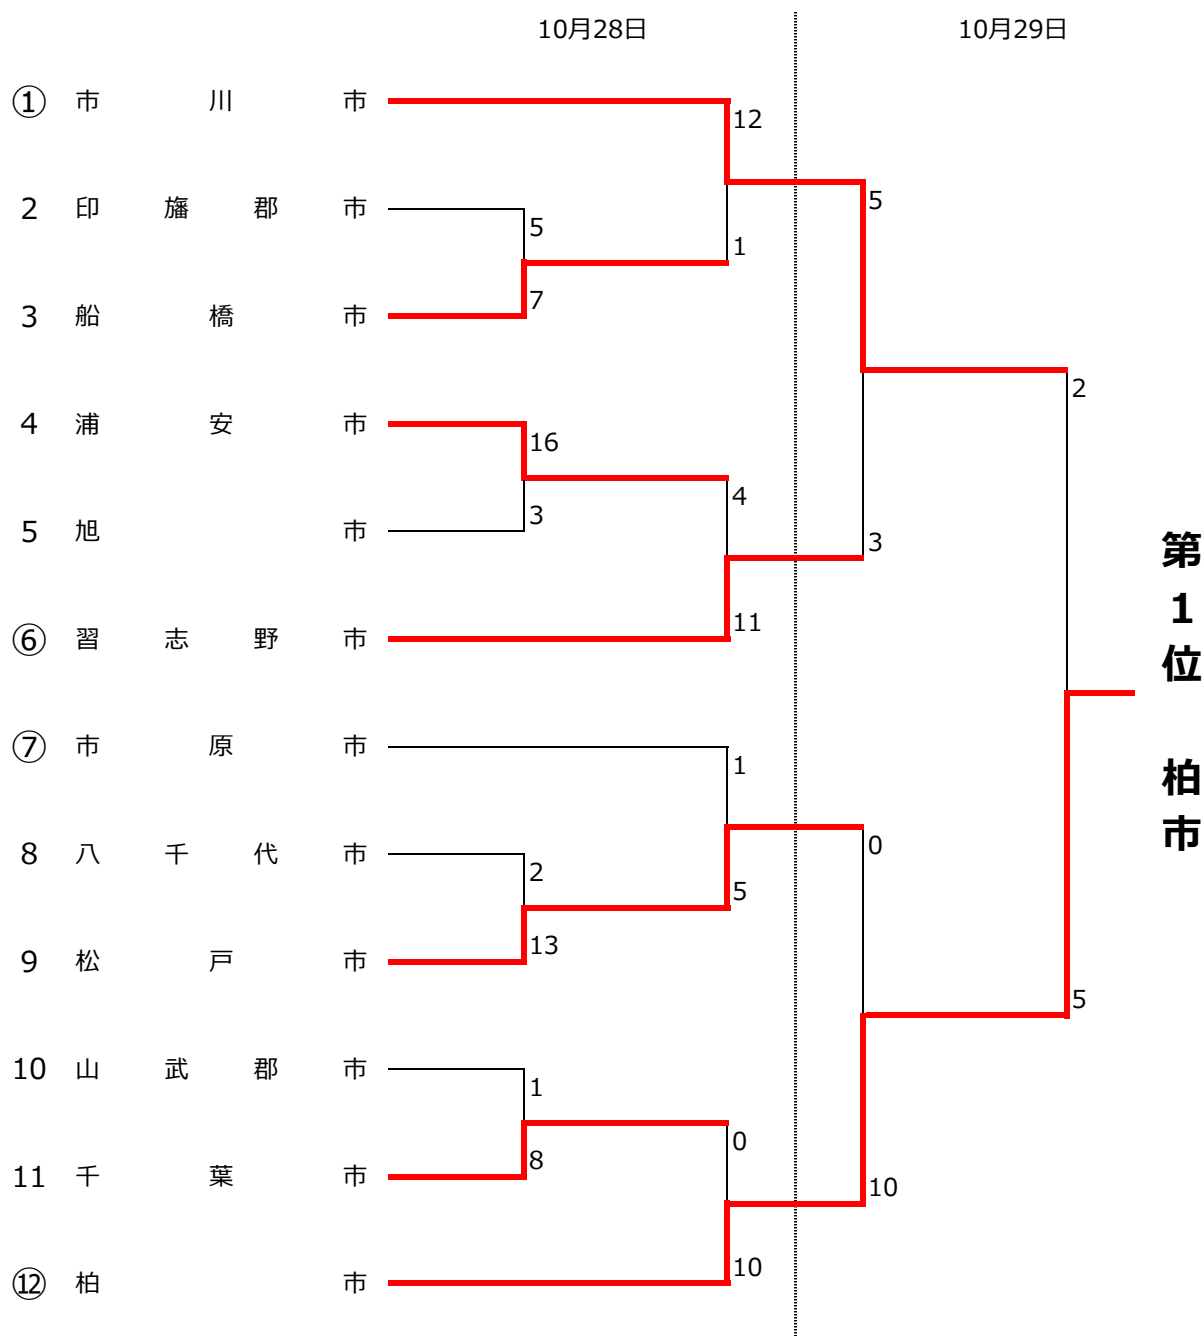 10月28日 10月29日
① 市川市
12
5
2 印旛郡市
5
1
3 船橋市
7
2
4 浦安市
16
4
5 旭市
3
3
⑥ 習志野市
11
第1位 柏市
⑦ 市原市
1
0
8 八千代市
2
5
9 松戸市
13
5
10 山武郡市
1
0
11 千葉市
8
10
⑫ 柏市
10